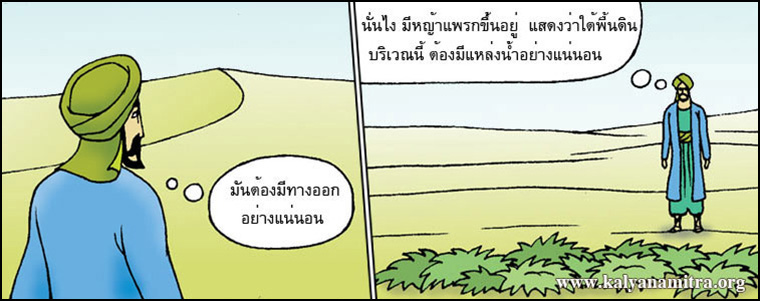 มันต้องมีทางออก
อย่างแน่นอน
นั่นไง มีหญ้าแพรกขึ้นอยู่ แสดงว่าใต้พื้นดิน
บริเวณนี้ ต้องมีแหล่งน้ำอย่างแน่นอน
www.kalyanamitra.org